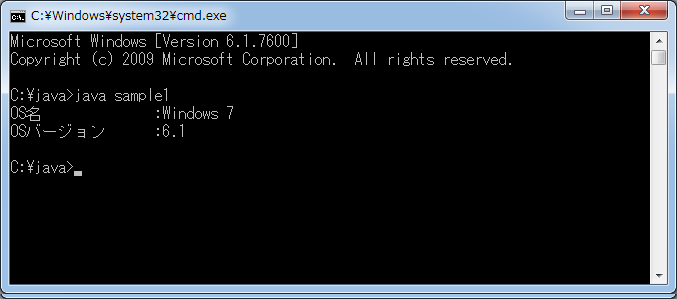 C:¥Windows¥system32¥cmd.exe
Microsoft Windows [Version 6.1.7600]
Copyright (c) 2009 Microsoft Corporation.  All rights reserved.
C:¥java>java sample1
OS名            :Windows 7
OSバージョン      :6.1
C:¥java>